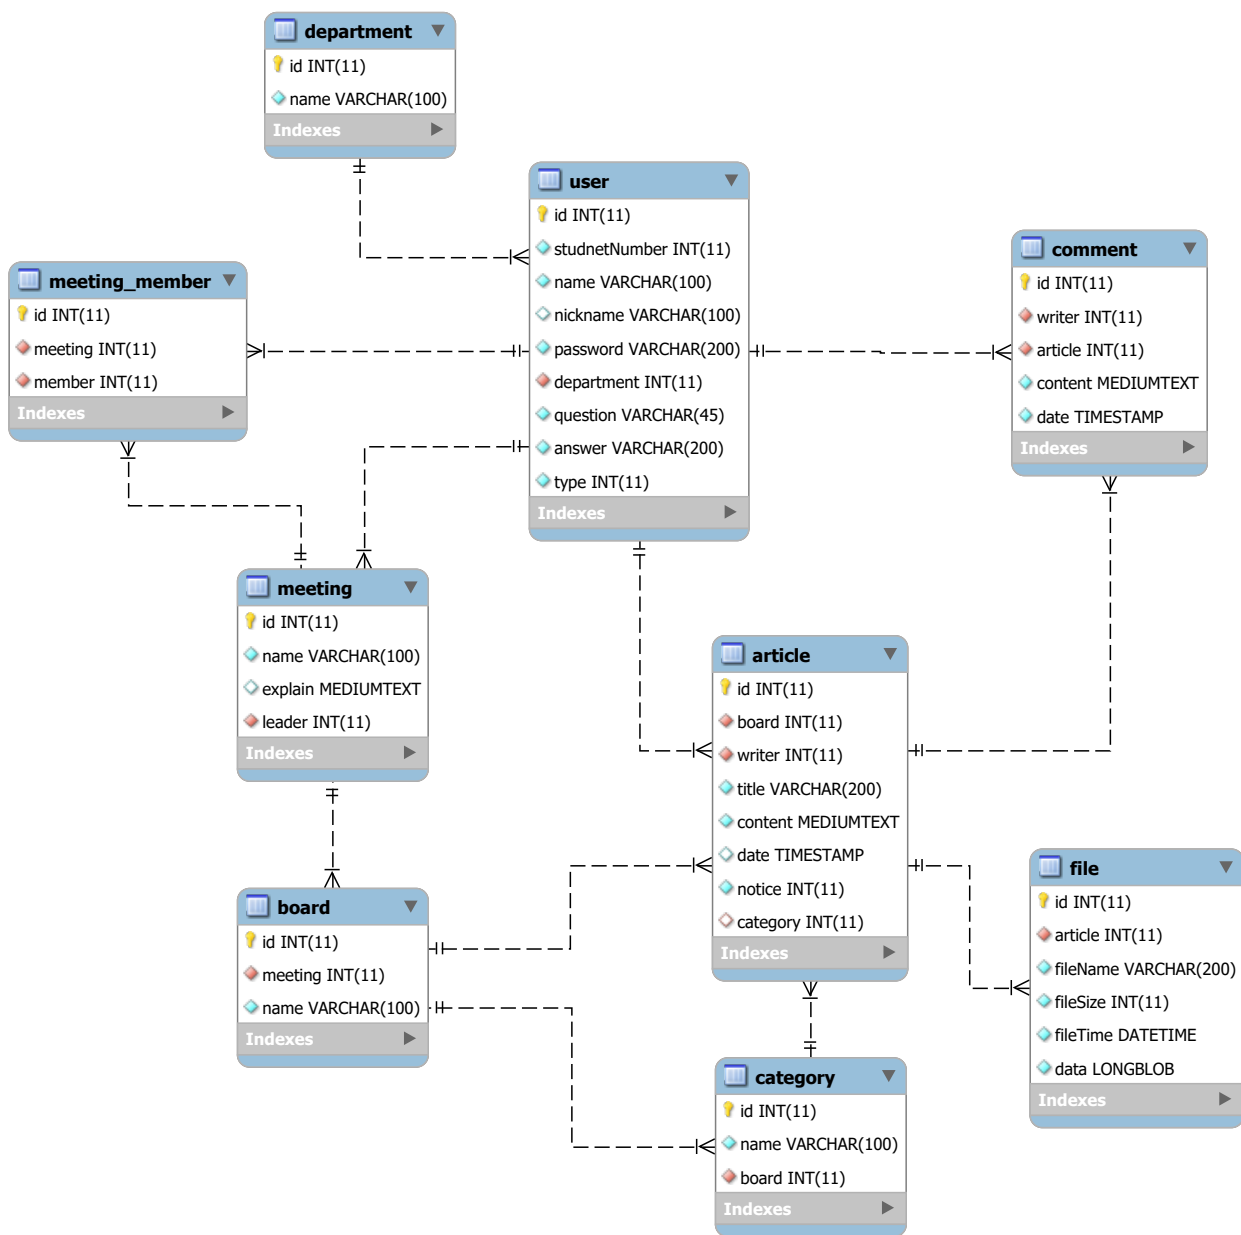 department
id INT(11)
name VARCHAR(100)
Indexes
user
id INT(11)
studnetNumber INT(11)
name VARCHAR(100)
nickname VARCHAR(100)
password VARCHAR(200)
department INT(11)
question VARCHAR(45)
answer VARCHAR(200)
type INT(11)
Indexes
comment
id INT(11)
writer INT(11)
article INT(11)
content MEDIUMTEXT
date TIMESTAMP
Indexes
meeting_member
id INT(11)
meeting INT(11)
member INT(11)
Indexes
meeting
id INT(11)
name VARCHAR(100)
explain MEDIUMTEXT
leader INT(11)
Indexes
article
id INT(11)
board INT(11)
writer INT(11)
title VARCHAR(200)
content MEDIUMTEXT
date TIMESTAMP
notice INT(11)
category INT(11)
Indexes
file
id INT(11)
article INT(11)
fileName VARCHAR(200)
fileSize INT(11)
fileTime DATETIME
data LONGBLOB
Indexes
board
id INT(11)
meeting INT(11)
name VARCHAR(100)
Indexes
category
id INT(11)
name VARCHAR(100)
board INT(11)
Indexes